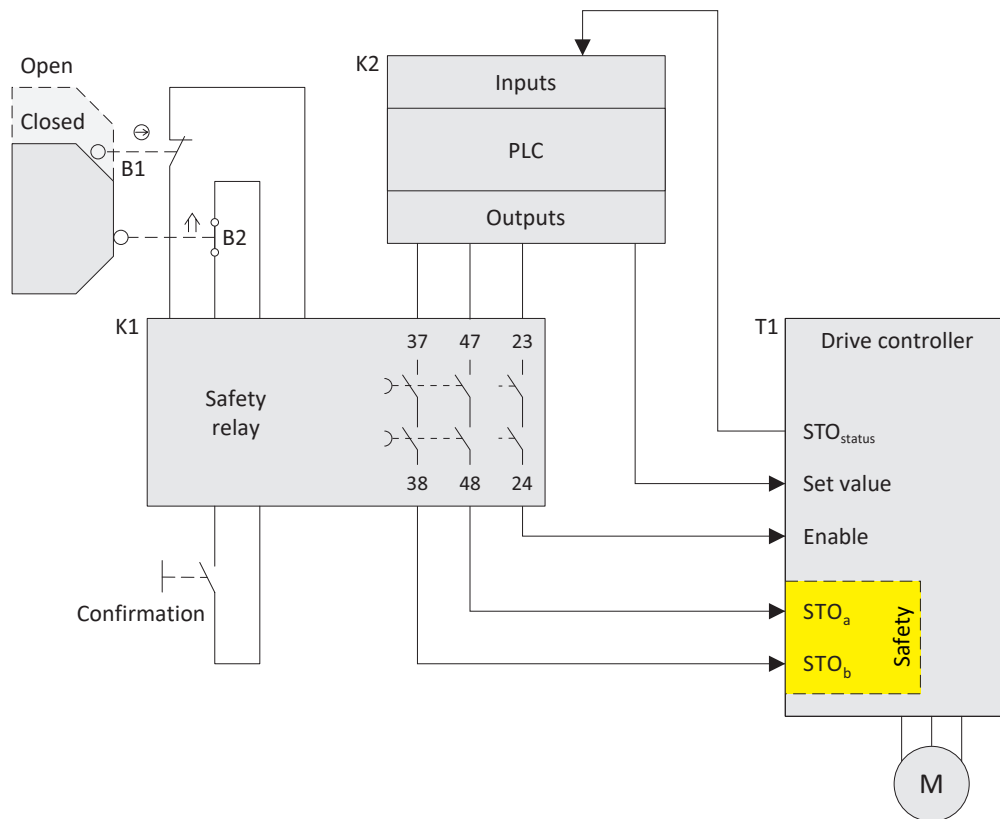 Open
Closed
B1
B2
K2
Inputs
PLC
Outputs
K1
Safety
relay
37 47 23
38 48 24
Confirmation
T1
Drive controller
STOstatus
Set value
Enable
STOa
STOb
Safety
M